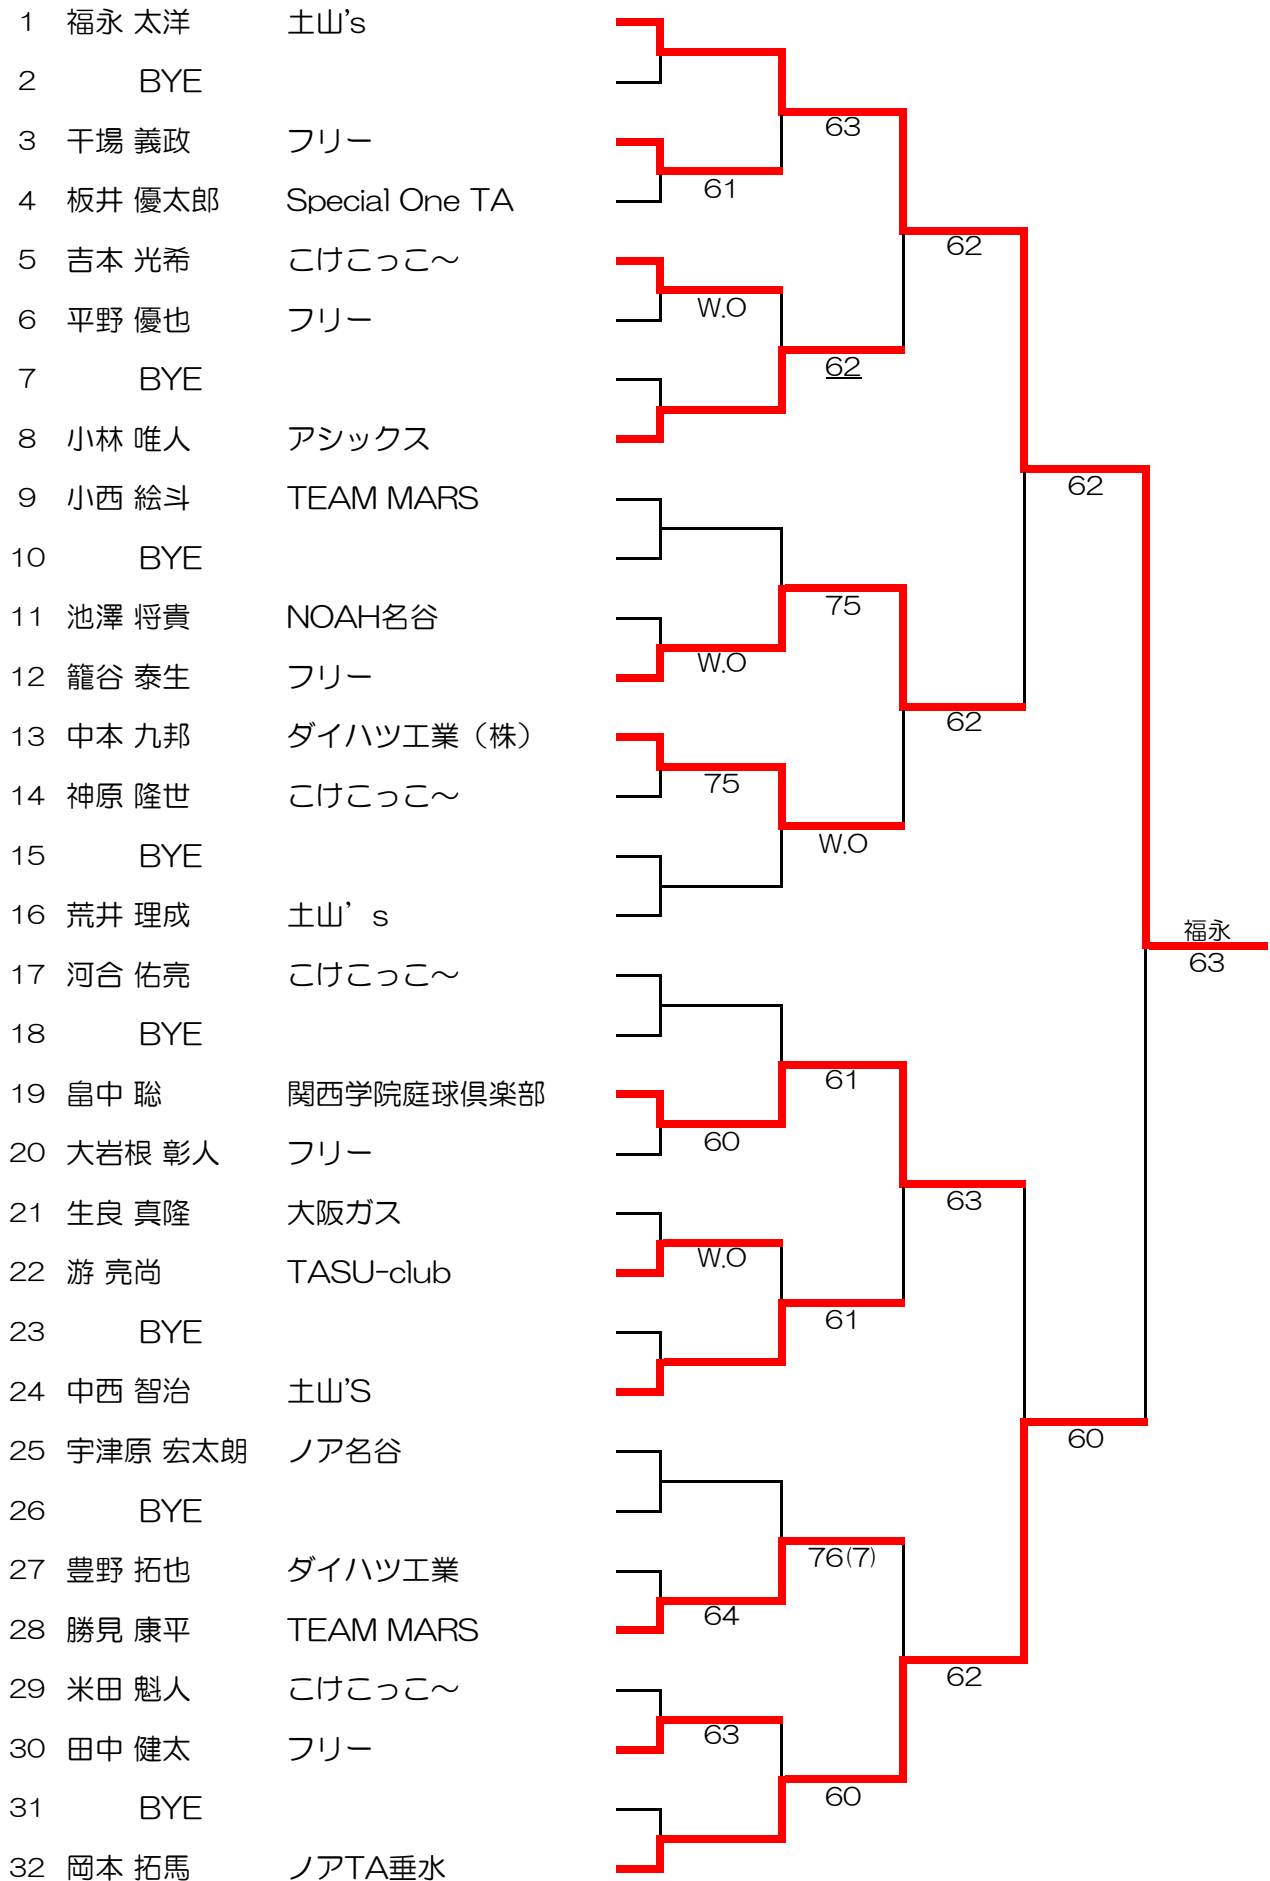 1 福永 太洋 土山's
2 BYE
63
3 干場 義政 フリー
61
4 板井 優太郎 Special One TA
62
5 吉本 光希 こけこっこ〜
W.O
6 平野 優也 フリー
62
7 BYE
8 小林 唯人 アシックス
62
9 小西 絵斗 TEAM MARS
10 BYE
75
11 池澤 将貴 NOAH名谷
W.O
12 籠谷 泰生 フリー
62
13 中本 九邦 ダイハツ工業（株）
75
14 神原 隆世 こけこっこ〜
W.O
15 BYE
16 荒井 理成 土山’s
福永
63
17 河合 佑亮 こけこっこ〜
18 BYE
61
19 畠中 聡 関西学院庭球倶楽部
60
20 大岩根 彰人 フリー
63
21 生良 真隆 大阪ガス
W.O
22 游 亮尚 TASU-club
61
23 BYE
24 中西 智治 土山'S
60
25 宇津原 宏太朗 ノア名谷
26 BYE
76(7)
27 豊野 拓也 ダイハツ工業
64
28 勝見 康平 TEAM MARS
62
29 米田 魁人 こけこっこ〜
63
30 田中 健太 フリー
60
31 BYE
32 岡本 拓馬 ノアTA垂水